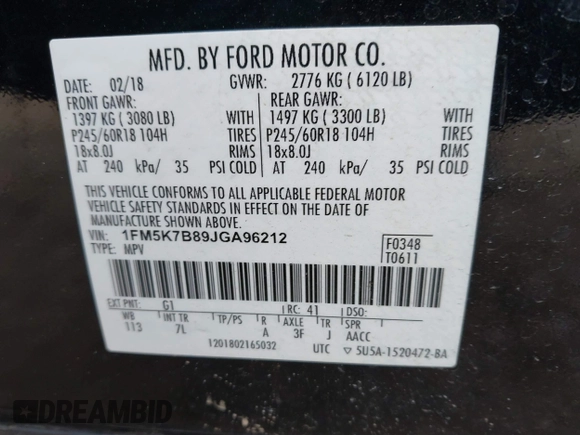 MFD. BY FORD MOTOR CO.
DATE: 02/18 GVWR: 2776 KG ( 6120 LB)
FRONT GAWR: REAR GAWR:
1397 KG ( 3080 LB) WITH 1497 KG ( 3300 LB) WITH
P245/60R18 104H TIRES P245/60R18 104H TIRES
18x8.0J RIMS 18x8.0J RIMS
AT 240 kPa/ 35 PSI COLD AT 240 kPa/ 35 PSI COLD
THIS VEHICLE CONFORMS TO ALL APPLICABLE FEDERAL MOTOR
VEHICLE SAFETY STANDARD IN EFFECT ON THE DATE OF
MANUFACTURE SHOWN ABOVE.
VIN: 1FM5K7B89JGA96212
TYPE: MPV
F0348
T0611
EXT PNT: G1 RC: 41 DSO:
WB INT TR TP/PS R AXLE TR SPR
113 7L A 3F J AACC
1201802165032 UTC ▽ 5U5A-1520472-BA
DREAMBID